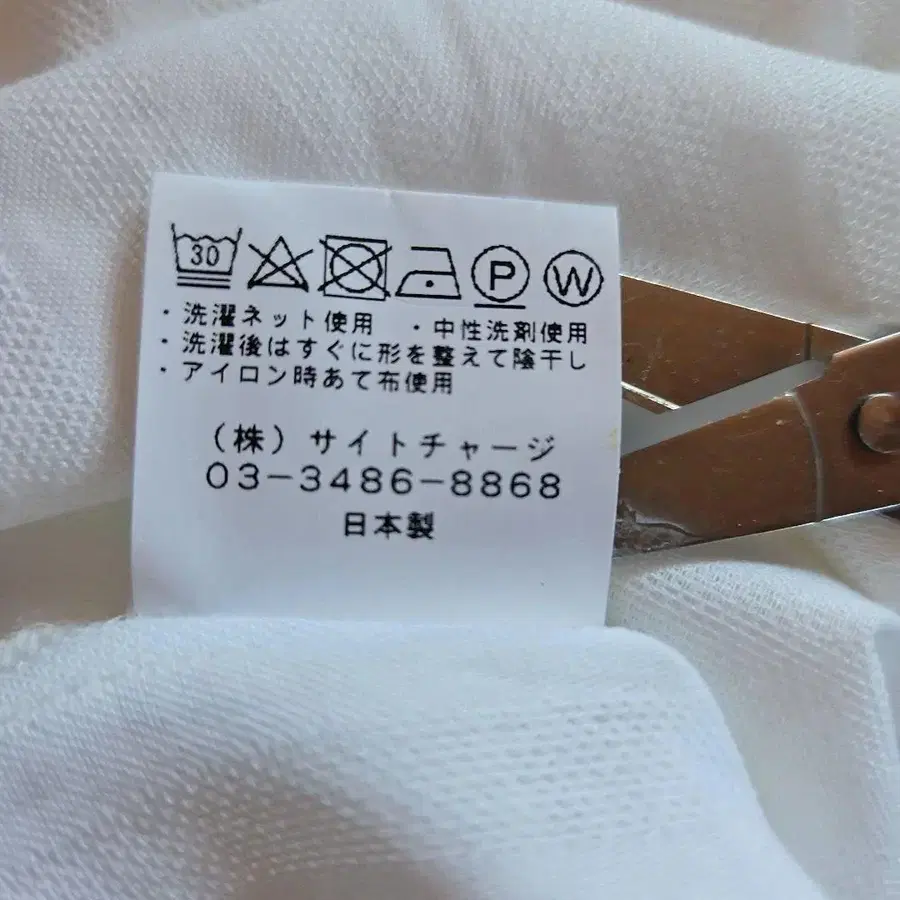 30 P W
・洗濯ネット使用　・中性洗剤使用
・洗濯後はすぐに形を整えて陰干し
・アイロン時あて布使用
（株）サイトチャージ
03-3486-8868
日本製